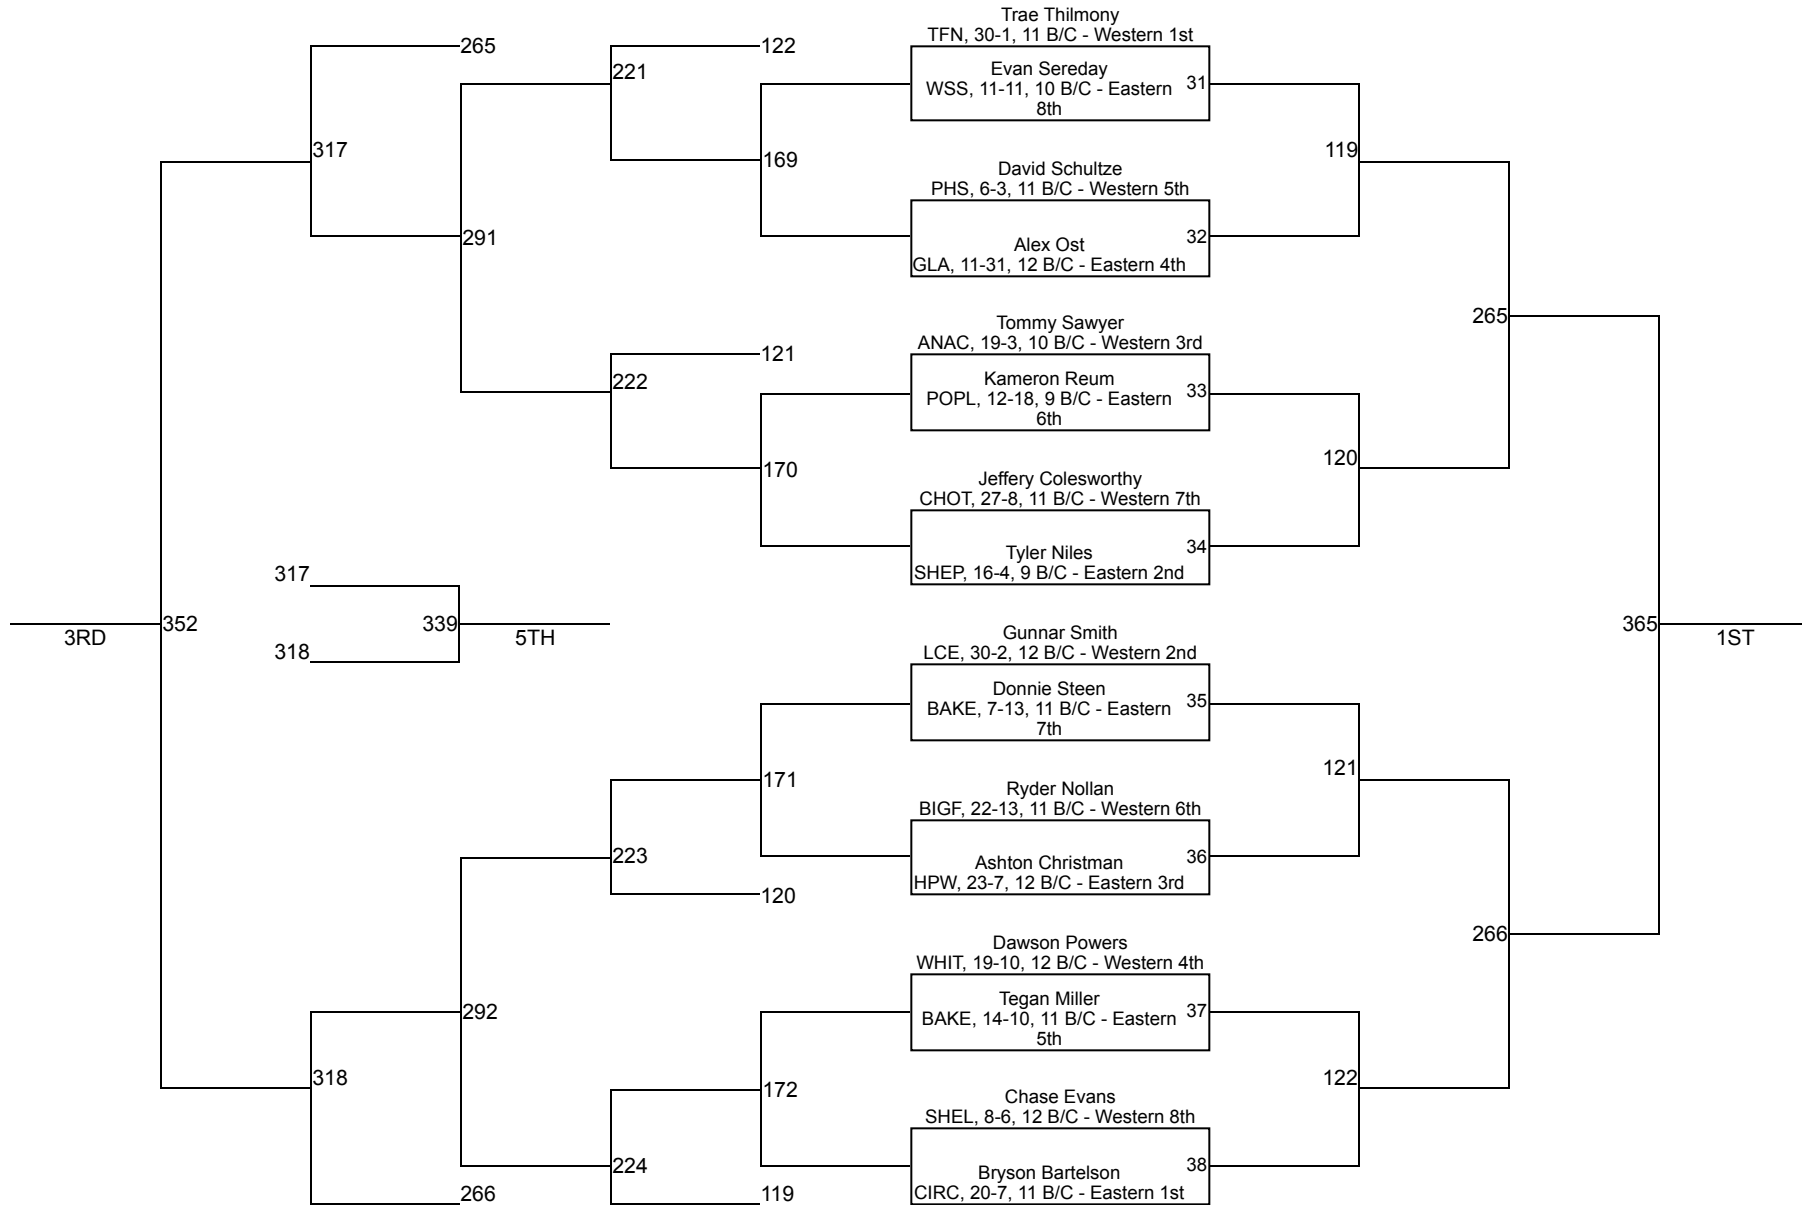 Trae Thilmony
TFN, 30-1, 11 B/C - Western 1st
265
122
221
Evan Sereday
WSS, 11-11, 10 B/C - Eastern
8th
31
317
169
119
David Schultze
PHS, 6-3, 11 B/C - Western 5th
291
32
Alex Ost
GLA, 11-31, 12 B/C - Eastern 4th
265
Tommy Sawyer
ANAC, 19-3, 10 B/C - Western 3rd
121
222
Kameron Reum
POPL, 12-18, 9 B/C - Eastern
6th
33
170
120
Jeffery Colesworthy
CHOT, 27-8, 11 B/C - Western 7th
34
Tyler Niles
SHEP, 16-4, 9 B/C - Eastern 2nd
317
352
339
365
3RD
5TH
1ST
318
Gunnar Smith
LCE, 30-2, 12 B/C - Western 2nd
Donnie Steen
BAKE, 7-13, 11 B/C - Eastern
7th
35
171
121
Ryder Nollan
BIGF, 22-13, 11 B/C - Western 6th
223
36
Ashton Christman
HPW, 23-7, 12 B/C - Eastern 3rd
120
266
Dawson Powers
WHIT, 19-10, 12 B/C - Western 4th
292
Tegan Miller
BAKE, 14-10, 11 B/C - Eastern
5th
37
318
172
122
Chase Evans
SHEL, 8-6, 12 B/C - Western 8th
224
38
Bryson Bartelson
CIRC, 20-7, 11 B/C - Eastern 1st
266
119